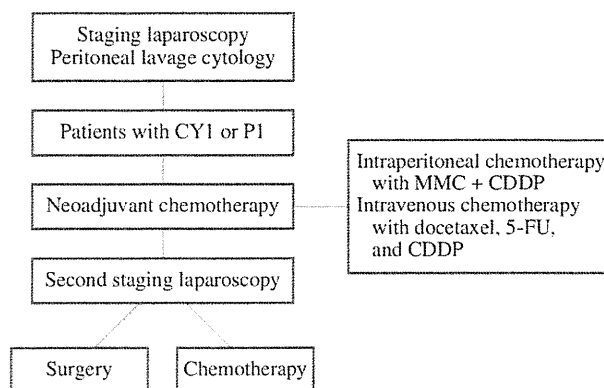 Staging laparoscopy
Peritoneal lavage cytology
Patients with CY1 or P1
Neoadjuvant chemotherapy
Intraperitoneal chemotherapy
with MMC + CDDP
Intravenous chemotherapy
with docetaxel, 5-FU,
and CDDP
Second staging laparoscopy
Surgery
Chemotherapy